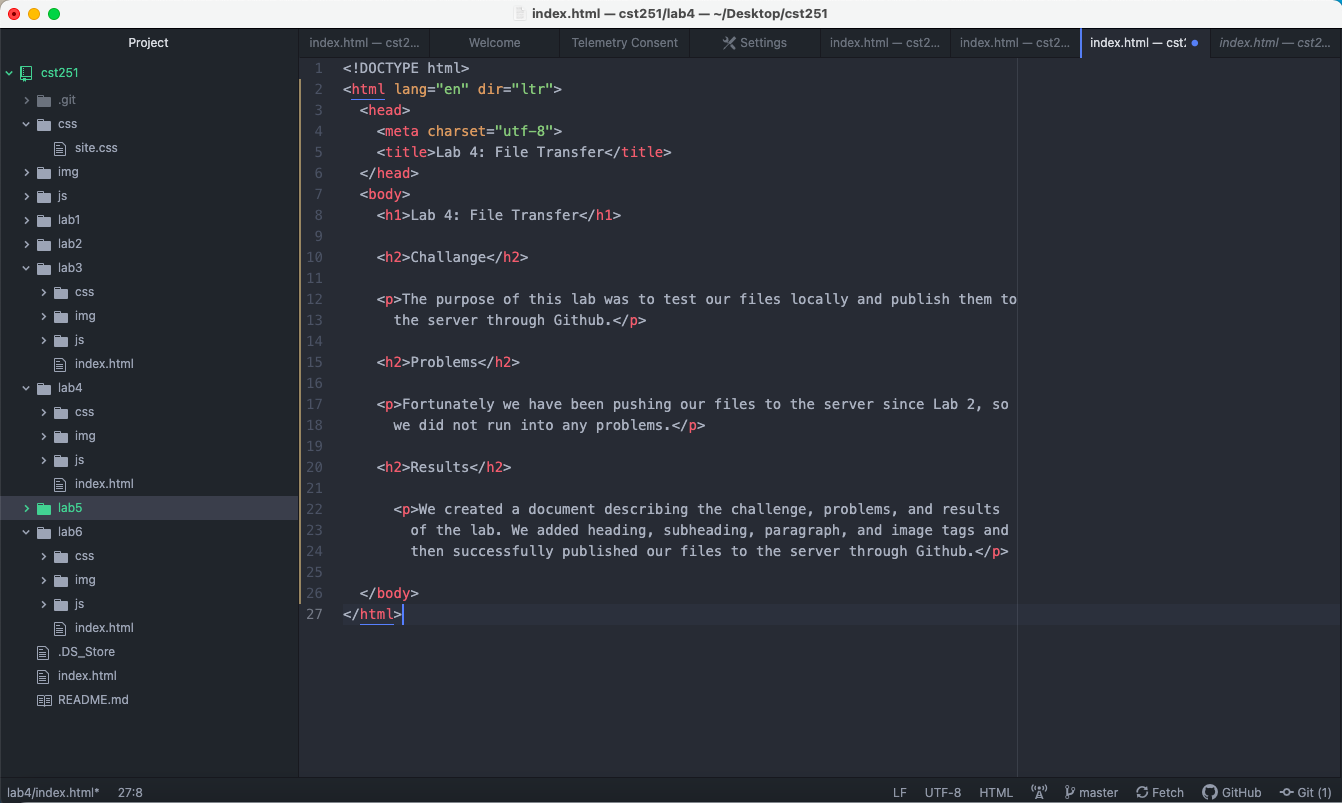 index.html — cst251/lab4 — ~/Desktop/cst251
Project
index.html — cst2...
Welcome
Telemetry Consent
Settings
index.html — cst2...
index.html — cst2...
index.html — cst2
index.html — cst2...
cst251
.git
css
site.css
img
js
lab1
lab2
lab3
css
img
js
index.html
lab4
css
img
js
index.html
lab5
lab6
css
img
js
index.html
.DS_Store
index.html
README.md
1 <!DOCTYPE html>
2 <html lang="en" dir="ltr">
3 <head>
4 <meta charset="utf-8">
5 <title>Lab 4: File Transfer</title>
6 </head>
7 <body>
8 <h1>Lab 4: File Transfer</h1>
9
10 <h2>Challange</h2>
11
12 <p>The purpose of this lab was to test our files locally and publish them to
13 the server through Github.</p>
14
15 <h2>Problems</h2>
16
17 <p>Fortunately we have been pushing our files to the server since Lab 2, so
18 we did not run into any problems.</p>
19
20 <h2>Results</h2>
21
22 <p>We created a document describing the challenge, problems, and results
23 of the lab. We added heading, subheading, paragraph, and image tags and
24 then successfully published our files to the server through Github.</p>
25
26 </body>
27 </html>
lab4/index.html* 27:8 LF UTF-8 HTML master Fetch GitHub Git (1)